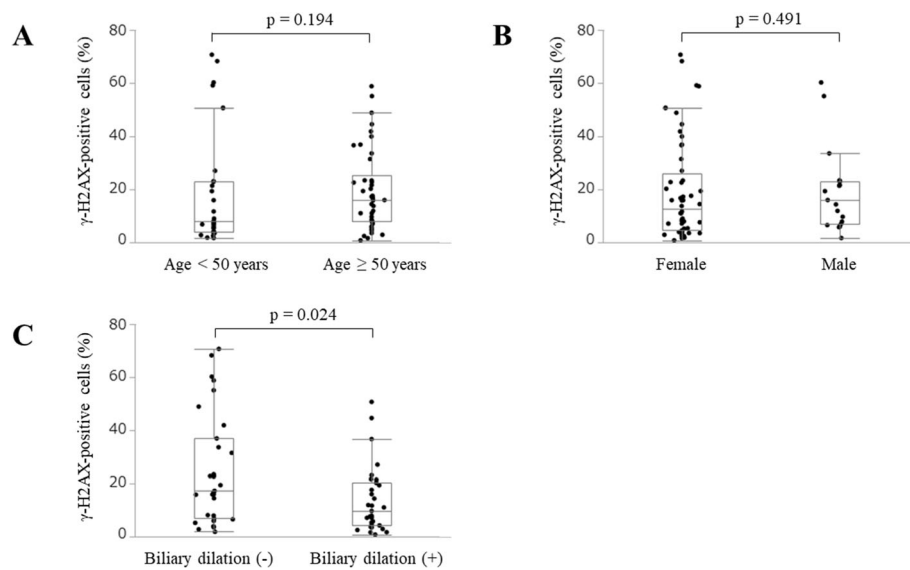 A
p = 0.194
γ-H2AX-positive cells (%)
80
60
40
20
0
Age < 50 years
Age ≥ 50 years
B
p = 0.491
γ-H2AX-positive cells (%)
80
60
40
20
0
Female
Male
C
p = 0.024
γ-H2AX-positive cells (%)
80
60
40
20
0
Biliary dilation (-)
Biliary dilation (+)